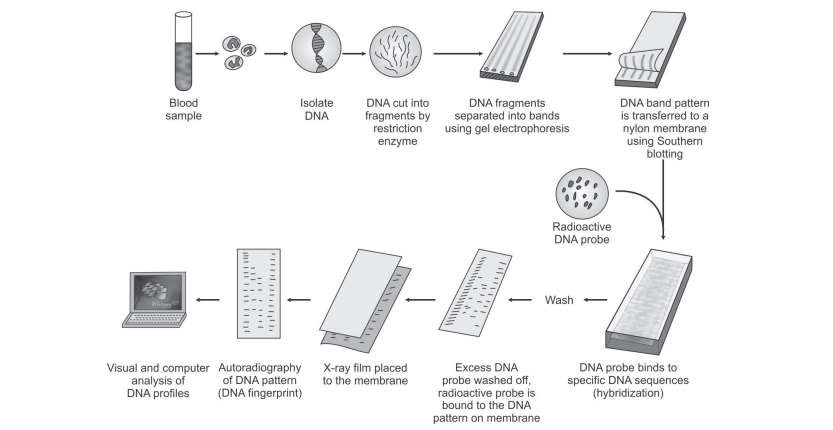 Blood
sample
Isolate
DNA
DNA cut into
fragments by
restriction
enzyme
DNA fragments
separated into bands
using gel electrophoresis
DNA band pattern
is transferred to a
nylon membrane
using Southern
blotting
Radioactive
DNA probe
DNA probe binds to
specific DNA sequences
(hybridization)
Wash
Excess DNA
probe washed off,
radioactive probe is
bound to the DNA
pattern on membrane
X-ray film placed
to the membrane
Autoradiography
of DNA pattern
(DNA fingerprint)
Visual and computer
analysis of
DNA profiles